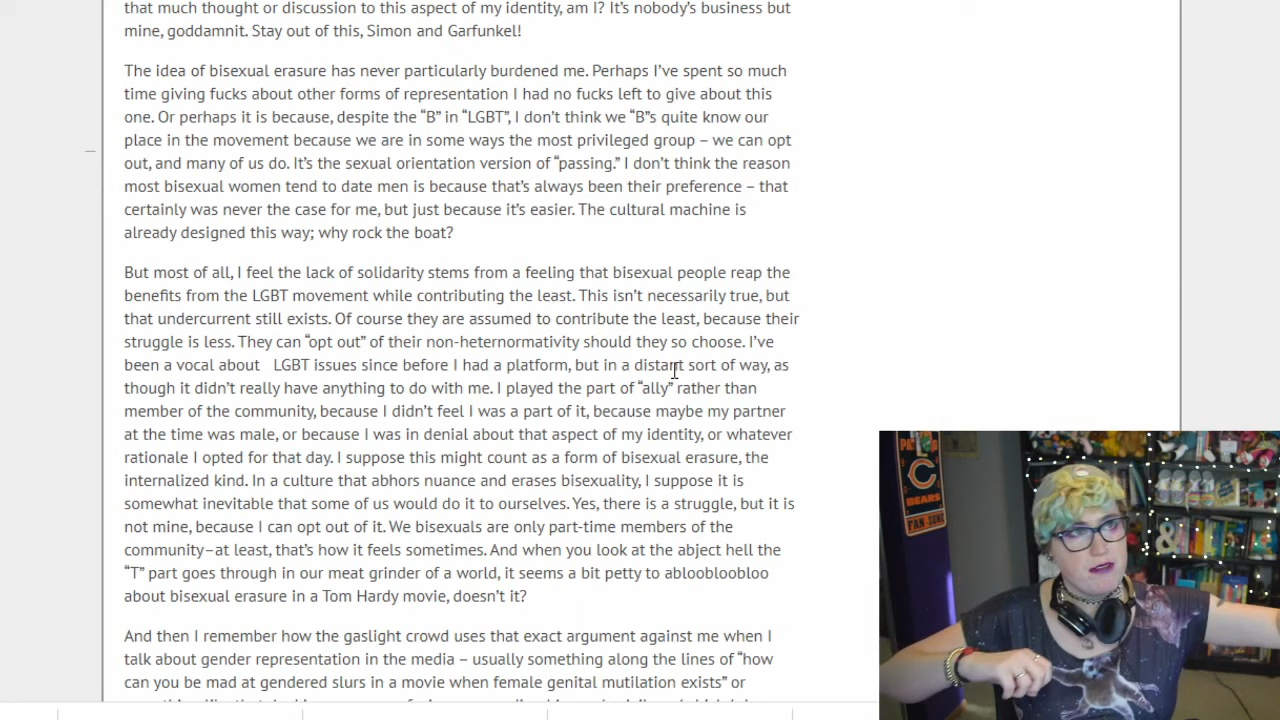 that much thought or discussion to this aspect of my identity, am I? It's nobody's business but
mine, goddamnit. Stay out of this, Simon and Garfunkel!
The idea of bisexual erasure has never particularly burdened me. Perhaps I've spent so much
time giving fucks about other forms of representation I had no fucks left to give about this
one. Or perhaps it is because, despite the “B” in “LGBT”, I don't think we “B”s quite know our
place in the movement because we are in some ways the most privileged group – we can opt
out, and many of us do. It's the sexual orientation version of “passing.” I don't think the reason
most bisexual women tend to date men is because that's always been their preference – that
certainly was never the case for me, but just because it's easier. The cultural machine is
already designed this way; why rock the boat?
But most of all, I feel the lack of solidarity stems from a feeling that bisexual people reap the
benefits from the LGBT movement while contributing the least. This isn't necessarily true, but
that undercurrent still exists. Of course they are assumed to contribute the least, because their
struggle is less. They can “opt out” of their non-heternormativity should they so choose. I've
been a vocal about LGBT issues since before I had a platform, but in a distant sort of way, as
though it didn't really have anything to do with me. I played the part of “ally” rather than
member of the community, because I didn't feel I was a part of it, because maybe my partner
at the time was male, or because I was in denial about that aspect of my identity, or whatever
rationale I opted for that day. I suppose this might count as a form of bisexual erasure, the
internalized kind. In a culture that abhors nuance and erases bisexuality, I suppose it is
somewhat inevitable that some of us would do it to ourselves. Yes, there is a struggle, but it is
not mine, because I can opt out of it. We bisexuals are only part-time members of the
community–at least, that's how it feels sometimes. And when you look at the abject hell the
“T” part goes through in our meat grinder of a world, it seems a bit petty to ablooobloobloo
about bisexual erasure in a Tom Hardy movie, doesn't it?
And then I remember how the gaslight crowd uses that exact argument against me when I
talk about gender representation in the media – usually something along the lines of “how
can you be mad at gendered slurs in a movie when female genital mutilation exists” or
BEARS
FAN
&